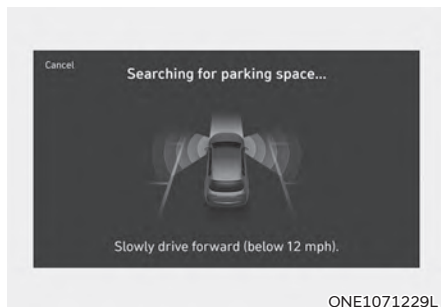 Cancel
Searching for parking space...
Slowly drive forward (below 12 mph).
ONE1071229L